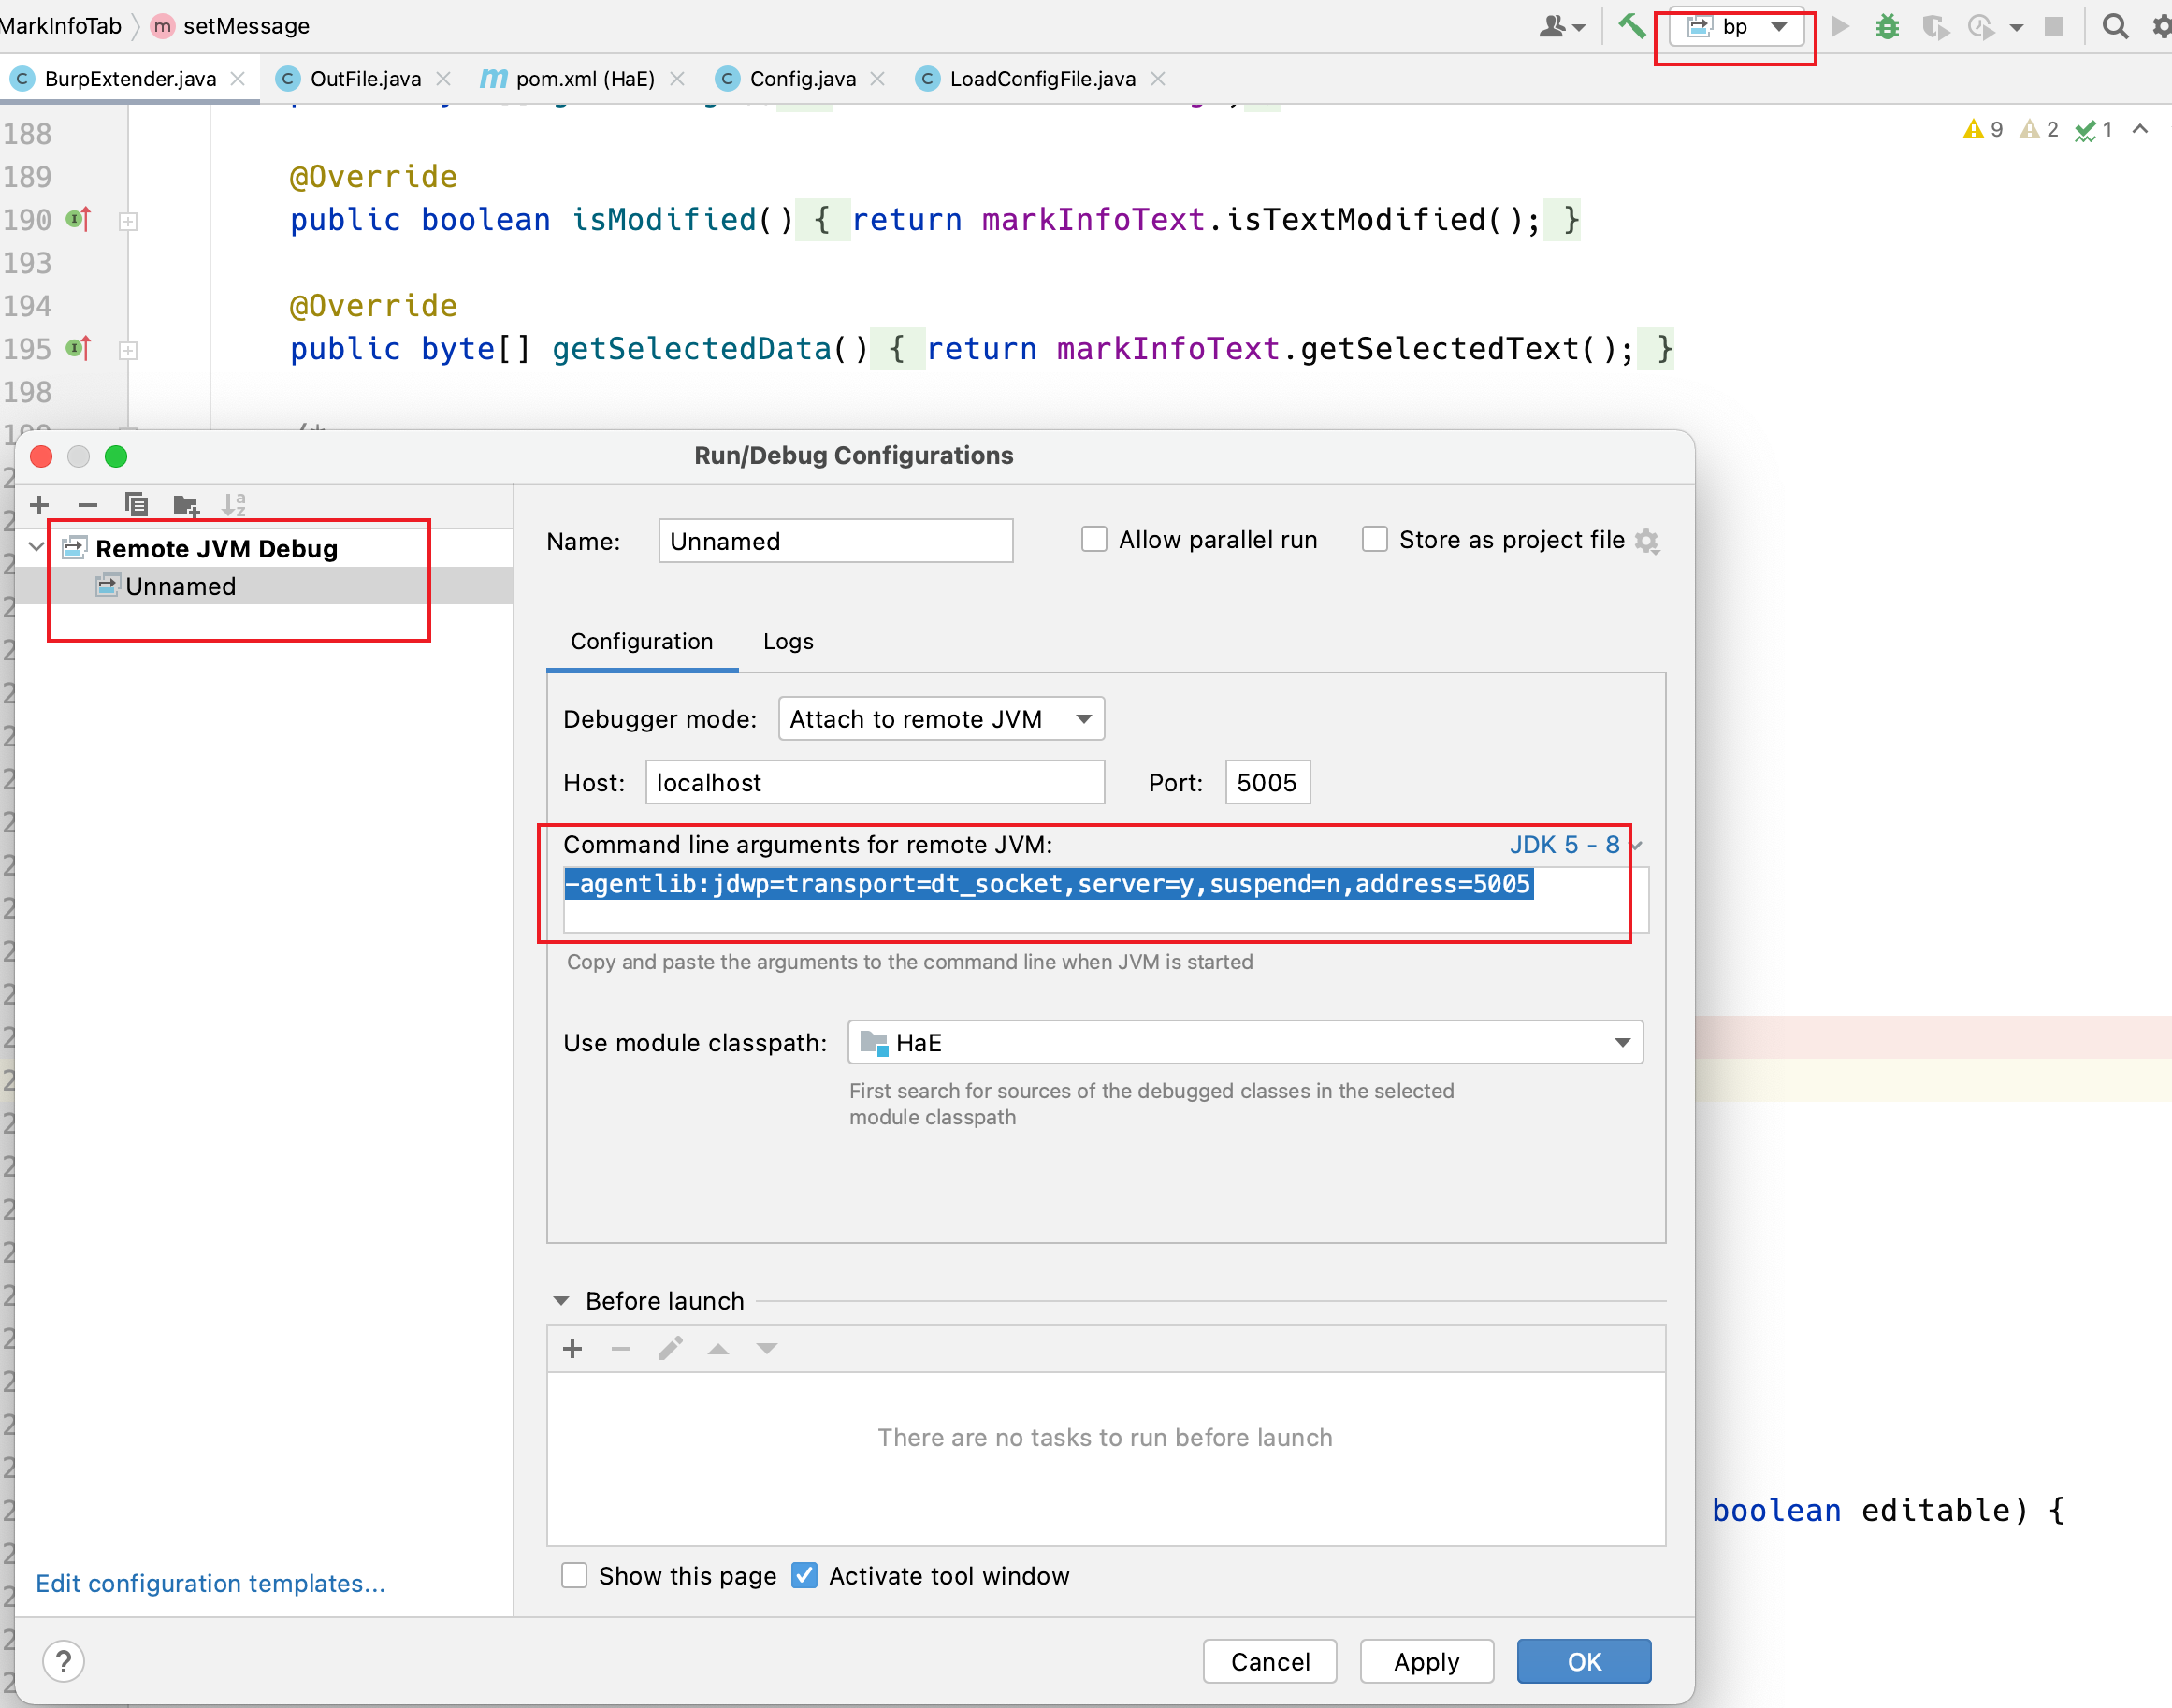 MarkInfoTab 〉 m setMessage
bp
BurpExtender.java OutFile.java pom.xml (HaE) Config.java LoadConfigFile.java
188
9 2 1
189 @Override
190 public boolean isModified() { return markInfoText.isTextModified(); }
193
194 @Override
195 public byte[] getSelectedData() { return markInfoText.getSelectedText(); }
198
/*
Run/Debug Configurations
Remote JVM Debug
Unnamed
Name: Unnamed
Allow parallel run
Store as project file
Configuration Logs
Debugger mode: Attach to remote JVM
Host: localhost Port: 5005
Command line arguments for remote JVM: JDK 5 - 8
-agentlib:jdwp=transport=dt_socket,server=y,suspend=n,address=5005
Copy and paste the arguments to the command line when JVM is started
Use module classpath: HaE
First search for sources of the debugged classes in the selected
module classpath
Before launch
There are no tasks to run before launch
boolean editable) {
Show this page Activate tool window
Edit configuration templates...
? Cancel Apply OK